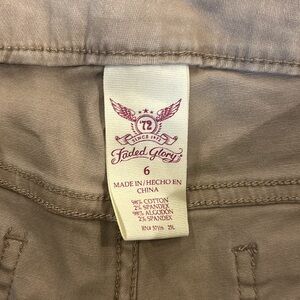 '72
SINCE 1972
Faded Glory
6
MADE IN/HECHO EN
CHINA
98% COTTON
2% SPANDEX
98% ALGODON
2% SPANDEX